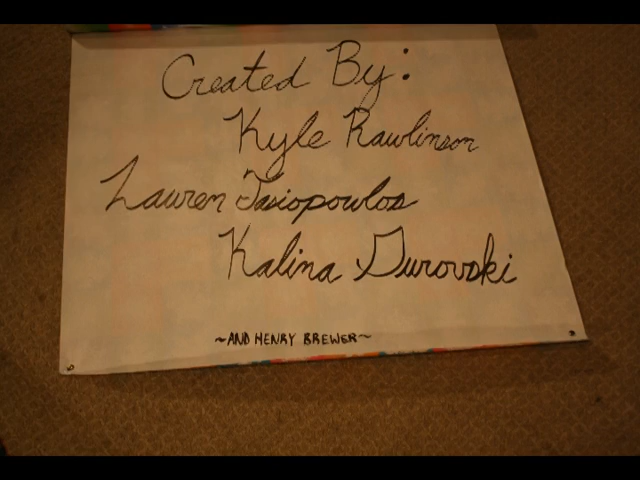 Created By:
Kyle Rawlinson
Lauren Tasiopoulos
Kalina Gurovski
~AND HENRY BREWER~